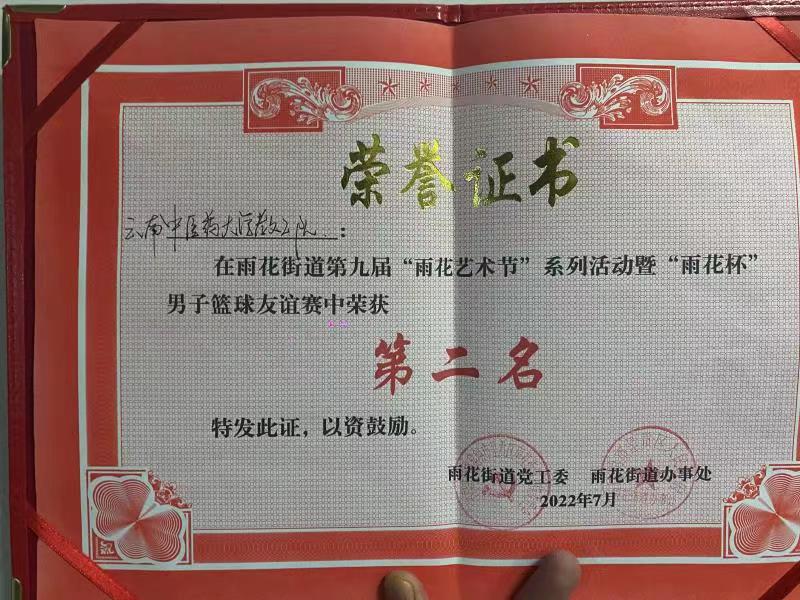 荣誉证书
云南中医药大学教工队:
在雨花街道第九届“雨花艺术节”系列活动暨“雨花杯”
男子篮球友谊赛中荣获
第二名
特发此证，以资鼓励。
雨花街道党工委 雨花街道办事处
2022年7月